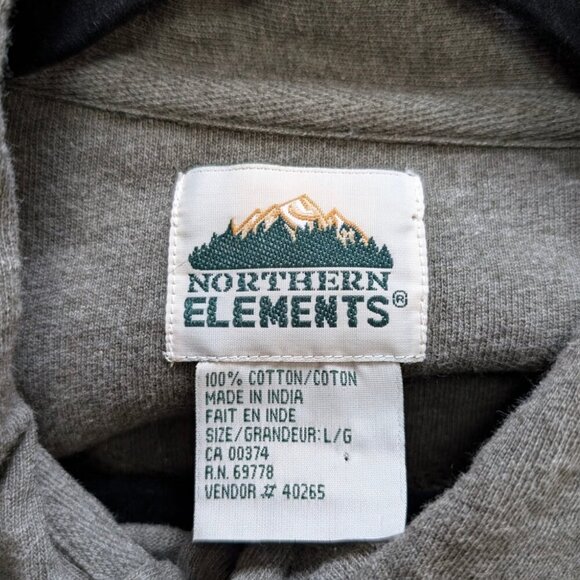 NORTHERN
ELEMENTS®
100% COTTON/COTON
MADE IN INDIA
FAIT EN INDE
SIZE/GRANDEUR: L/G
CA 00374
R.N. 69778
VENDOR # 40265